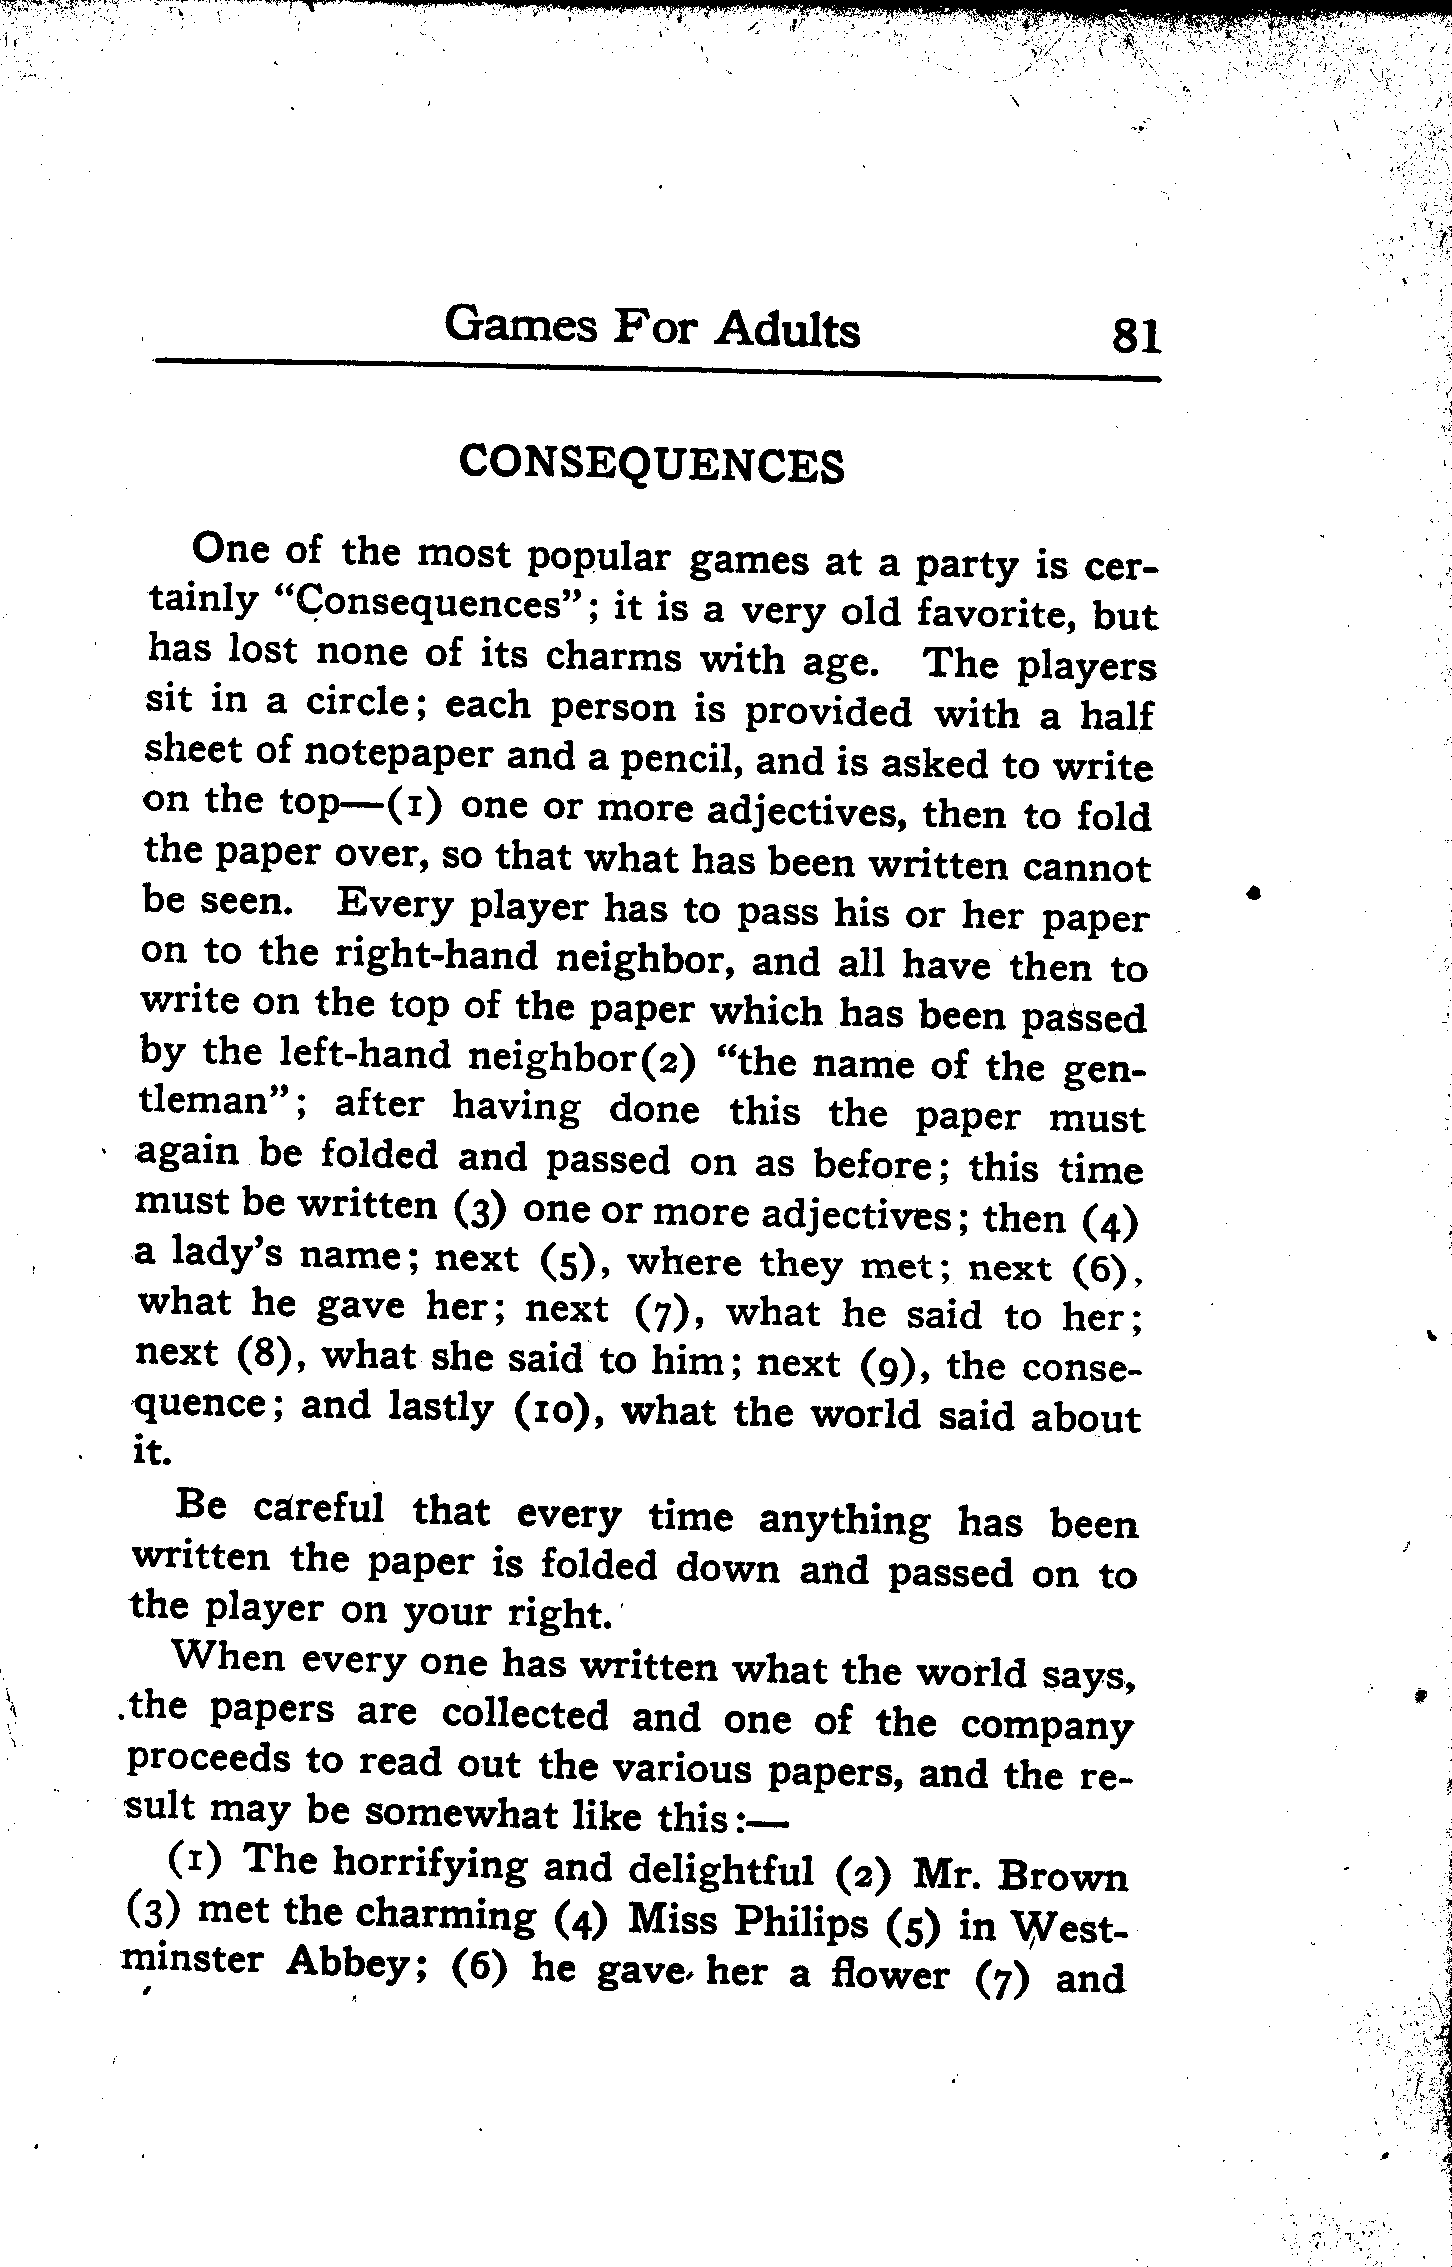 Games For Adults 81
CONSEQUENCES
One of the most popular games at a party is cer-
tainly "Consequences"; it is a very old favorite, but
has lost none of its charms with age. The players
sit in a circle; each person is provided with a half
sheet of notepaper and a pencil, and is asked to write
on the top—(1) one or more adjectives, then to fold
the paper over, so that what has been written cannot
be seen. Every player has to pass his or her paper
on to the right-hand neighbor, and all have then to
write on the top of the paper which has been passed
by the left-hand neighbor(2) "the name of the gen-
tleman"; after having done this the paper must
again be folded and passed on as before; this time
must be written (3) one or more adjectives; then (4)
a lady's name; next (5), where they met; next (6),
what he gave her; next (7), what he said to her;
next (8), what she said to him; next (9), the conse-
quence; and lastly (10), what the world said about
it.
Be careful that every time anything has been
written the paper is folded down and passed on to
the player on your right.
When every one has written what the world says,
the papers are collected and one of the company
proceeds to read out the various papers, and the re-
sult may be somewhat like this:—
(1) The horrifying and delightful (2) Mr. Brown
(3) met the charming (4) Miss Philips (5) in West-
minster Abbey; (6) he gave her a flower (7) and